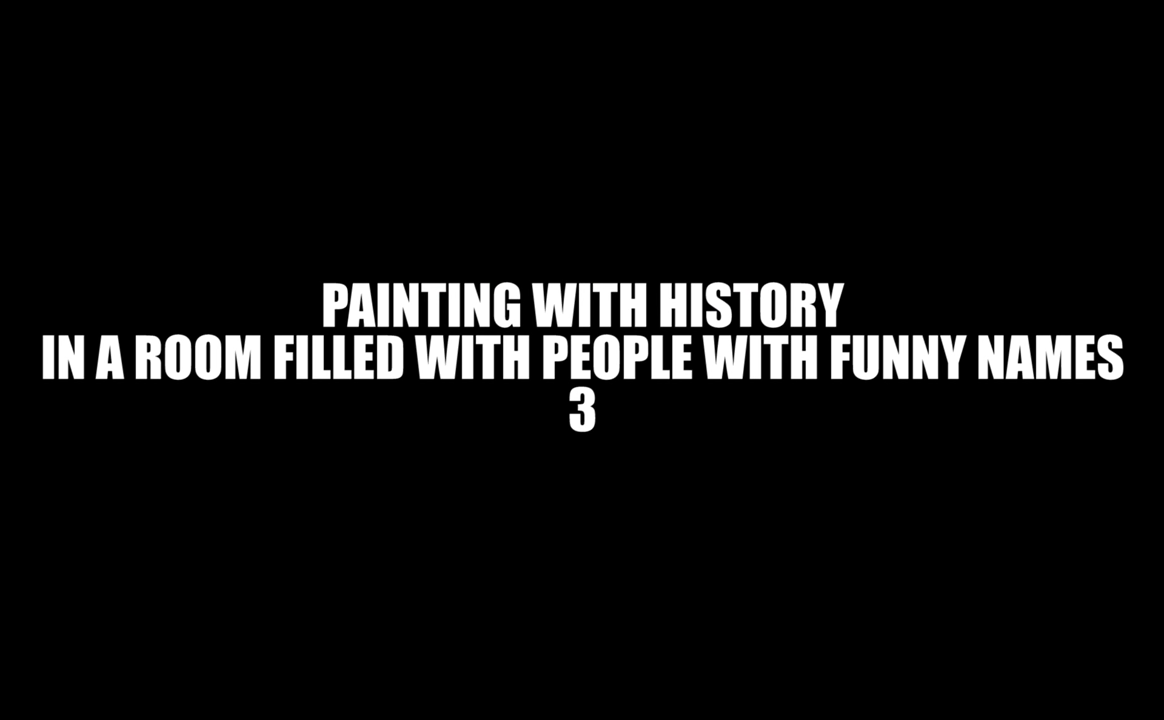 PAINTING WITH HISTORY
IN A ROOM FILLED WITH PEOPLE WITH FUNNY NAMES
3